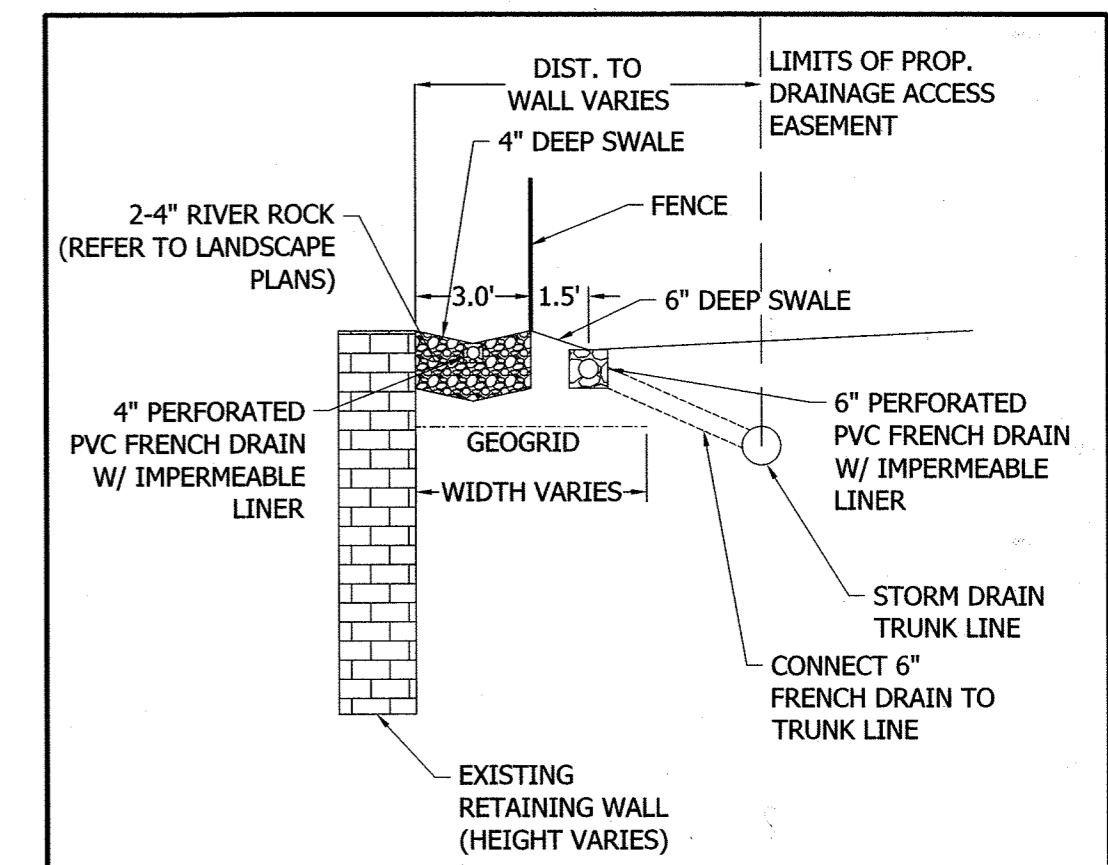 DIST. TO
WALL VARIES
LIMITS OF PROP.
DRAINAGE ACCESS
EASEMENT
4" DEEP SWALE
2-4" RIVER ROCK
(REFER TO LANDSCAPE
PLANS)
FENCE
3.0'
1.5'
6" DEEP SWALE
4" PERFORATED
PVC FRENCH DRAIN
W/ IMPERMEABLE
LINER
GEOGRID
WIDTH VARIES
6" PERFORATED
PVC FRENCH DRAIN
W/ IMPERMEABLE
LINER
STORM DRAIN
TRUNK LINE
CONNECT 6"
FRENCH DRAIN TO
TRUNK LINE
EXISTING
RETAINING WALL
(HEIGHT VARIES)